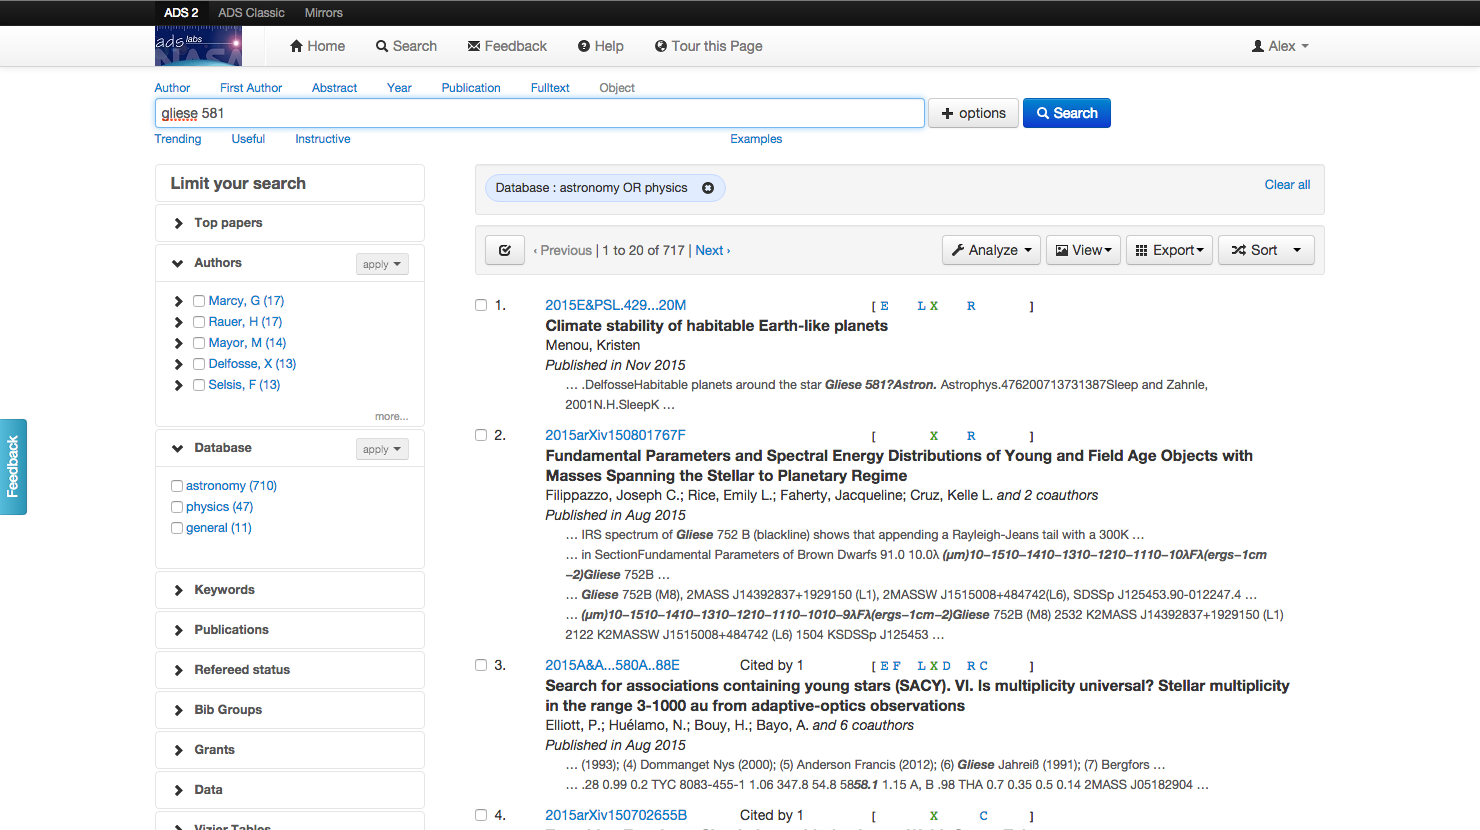 ADS 2 ADS Classic Mirrors
ads labs
NASA
Home Search Feedback Help Tour this Page Alex
Author First Author Abstract Year Publication Fulltext Object
gliese 581
options Search
Trending Useful Instructive Examples
Limit your search
Top papers
Authors apply
Marcy, G (17)
Rauer, H (17)
Mayor, M (14)
Delfosse, X (13)
Selsis, F (13)
more...
Database apply
astronomy (710)
physics (47)
general (11)
Keywords
Publications
Refereed status
Bib Groups
Grants
Data
Vizier Tables
Feedback
Database : astronomy OR physics Clear all
‹ Previous | 1 to 20 of 717 | Next › Analyze View Export Sort
1. 2015E&PSL.429...20M [ E L X R ]
Climate stability of habitable Earth-like planets
Menou, Kristen
Published in Nov 2015
... .DelfosseHabitable planets around the star Gliese 581?Astron. Astrophys.476200713731387Sleep and Zahnle,
2001N.H.SleepK ...
2. 2015arXiv150801767F [ X R ]
Fundamental Parameters and Spectral Energy Distributions of Young and Field Age Objects with
Masses Spanning the Stellar to Planetary Regime
Filippazzo, Joseph C.; Rice, Emily L.; Faherty, Jacqueline; Cruz, Kelle L. and 2 coauthors
Published in Aug 2015
... IRS spectrum of Gliese 752 B (blackline) shows that appending a Rayleigh-Jeans tail with a 300K ...
... in SectionFundamental Parameters of Brown Dwarfs 91.0 10.0λ (μm)10−1510−1410−1310−1210−1110−10λFλ(ergs−1cm
−2)Gliese 752B ...
... Gliese 752B (M8), 2MASS J14392837+1929150 (L1), 2MASSW J1515008+484742(L6), SDSSp J125453.90-012247.4 ...
... (μm)10−1510−1410−1310−1210−1110−1010−9λFλ(ergs−1cm−2)Gliese 752B (M8) 2532 K2MASS J14392837+1929150 (L1)
2122 K2MASSW J1515008+484742 (L6) 1504 KSDSSp J125453 ...
3. 2015A&A...580A..88E Cited by 1 [ E F L X D R C ]
Search for associations containing young stars (SACY). VI. Is multiplicity universal? Stellar multiplicity
in the range 3-1000 au from adaptive-optics observations
Elliott, P.; Huélamo, N.; Bouy, H.; Bayo, A. and 6 coauthors
Published in Aug 2015
... (1993); (4) Dommanget Nys (2000); (5) Anderson Francis (2012); (6) Gliese Jahreiß (1991); (7) Bergfors ...
... .28 0.99 0.2 TYC 8083-455-1 1.06 347.8 54.8 5858.1 1.15 A, B .98 THA 0.7 0.35 0.5 0.14 2MASS J05182904 ...
4. 2015arXiv150702655B Cited by 1 [ X C ]